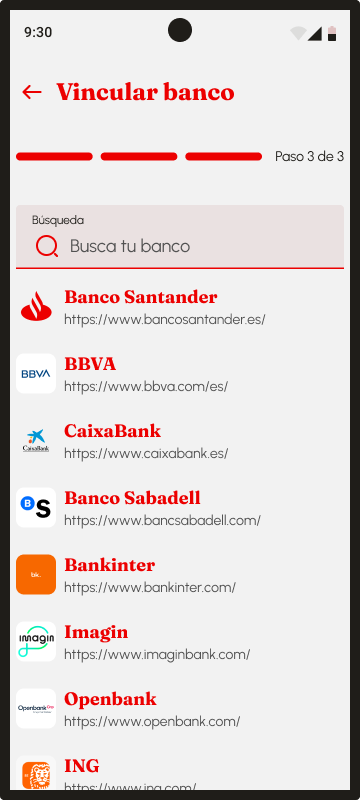 9:30
Vincular banco
Paso 3 de 3
Búsqueda
Busca tu banco
Banco Santander
https://www.bancosantander.es/
BBVA
BBVA
https://www.bbva.com/es/
CaixaBank
CaixaBank
https://www.caixabank.es/
B S
Banco Sabadell
https://www.bancsabadell.com/
bk.
Bankinter
https://www.bankinter.com/
imagin
Imagin
https://www.imaginbank.com/
Openbank
Openbank
https://www.openbank.com/
ING
https://www.ing.com/